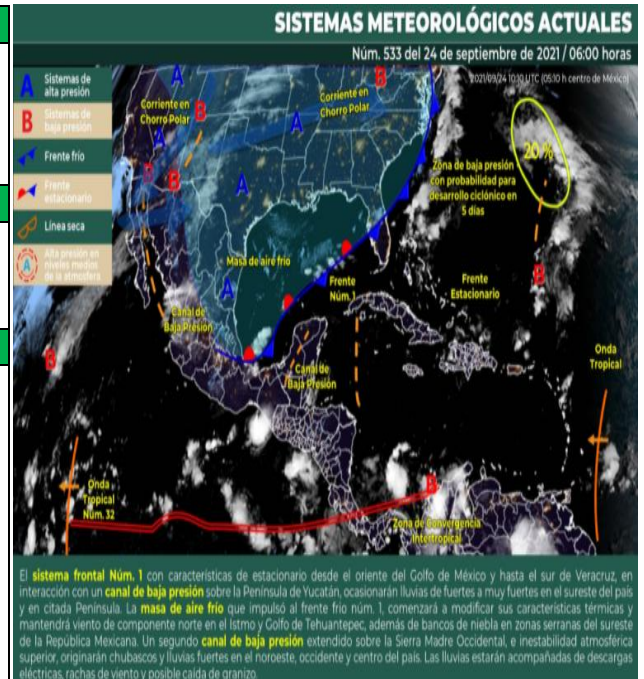 SISTEMAS METEOROLÓGICOS ACTUALES
Núm. 533 del 24 de septiembre de 2021 / 06:00 horas
2021/09/24 10:10 UTC (05:10 h centro de México)
A Sistemas de
alta presión
B Sistemas de
baja presión
Frente frío
Frente
estacionario
Línea seca
A Alta presión en
niveles medios
de la atmósfera
A
A
A
A
A
B
B
B
B
B
B
B
Corriente en
Chorro Polar
Corriente en
Chorro Polar
20 %
Zona de baja presión
con probabilidad para
desarrollo ciclónico en
5 días
Masa de aire frío
Frente
Núm. 1
Frente
Estacionario
Canal de
Baja Presión
Canal de
Baja Presión
Onda
Tropical
Onda
Tropical
Núm. 32
Zona de Convergencia
Intertropical
El sistema frontal Núm. 1 con características de estacionario desde el oriente del Golfo de México y hasta el sur de Veracruz, en
interacción con un canal de baja presión sobre la Península de Yucatán, ocasionarán lluvias de fuertes a muy fuertes en el sureste del país
y en citada Península. La masa de aire frío que impulsó al frente frío núm. 1, comenzará a modificar sus características térmicas y
mantendrá viento de componente norte en el Istmo y Golfo de Tehuantepec, además de bancos de niebla en zonas serranas del sureste
de la República Mexicana. Un segundo canal de baja presión extendido sobre la Sierra Madre Occidental, e inestabilidad atmosférica
superior, originarán chubascos y lluvias fuertes en el noroeste, occidente y centro del país. Las lluvias estarán acompañadas de descargas
eléctricas, rachas de viento y posible caída de granizo.